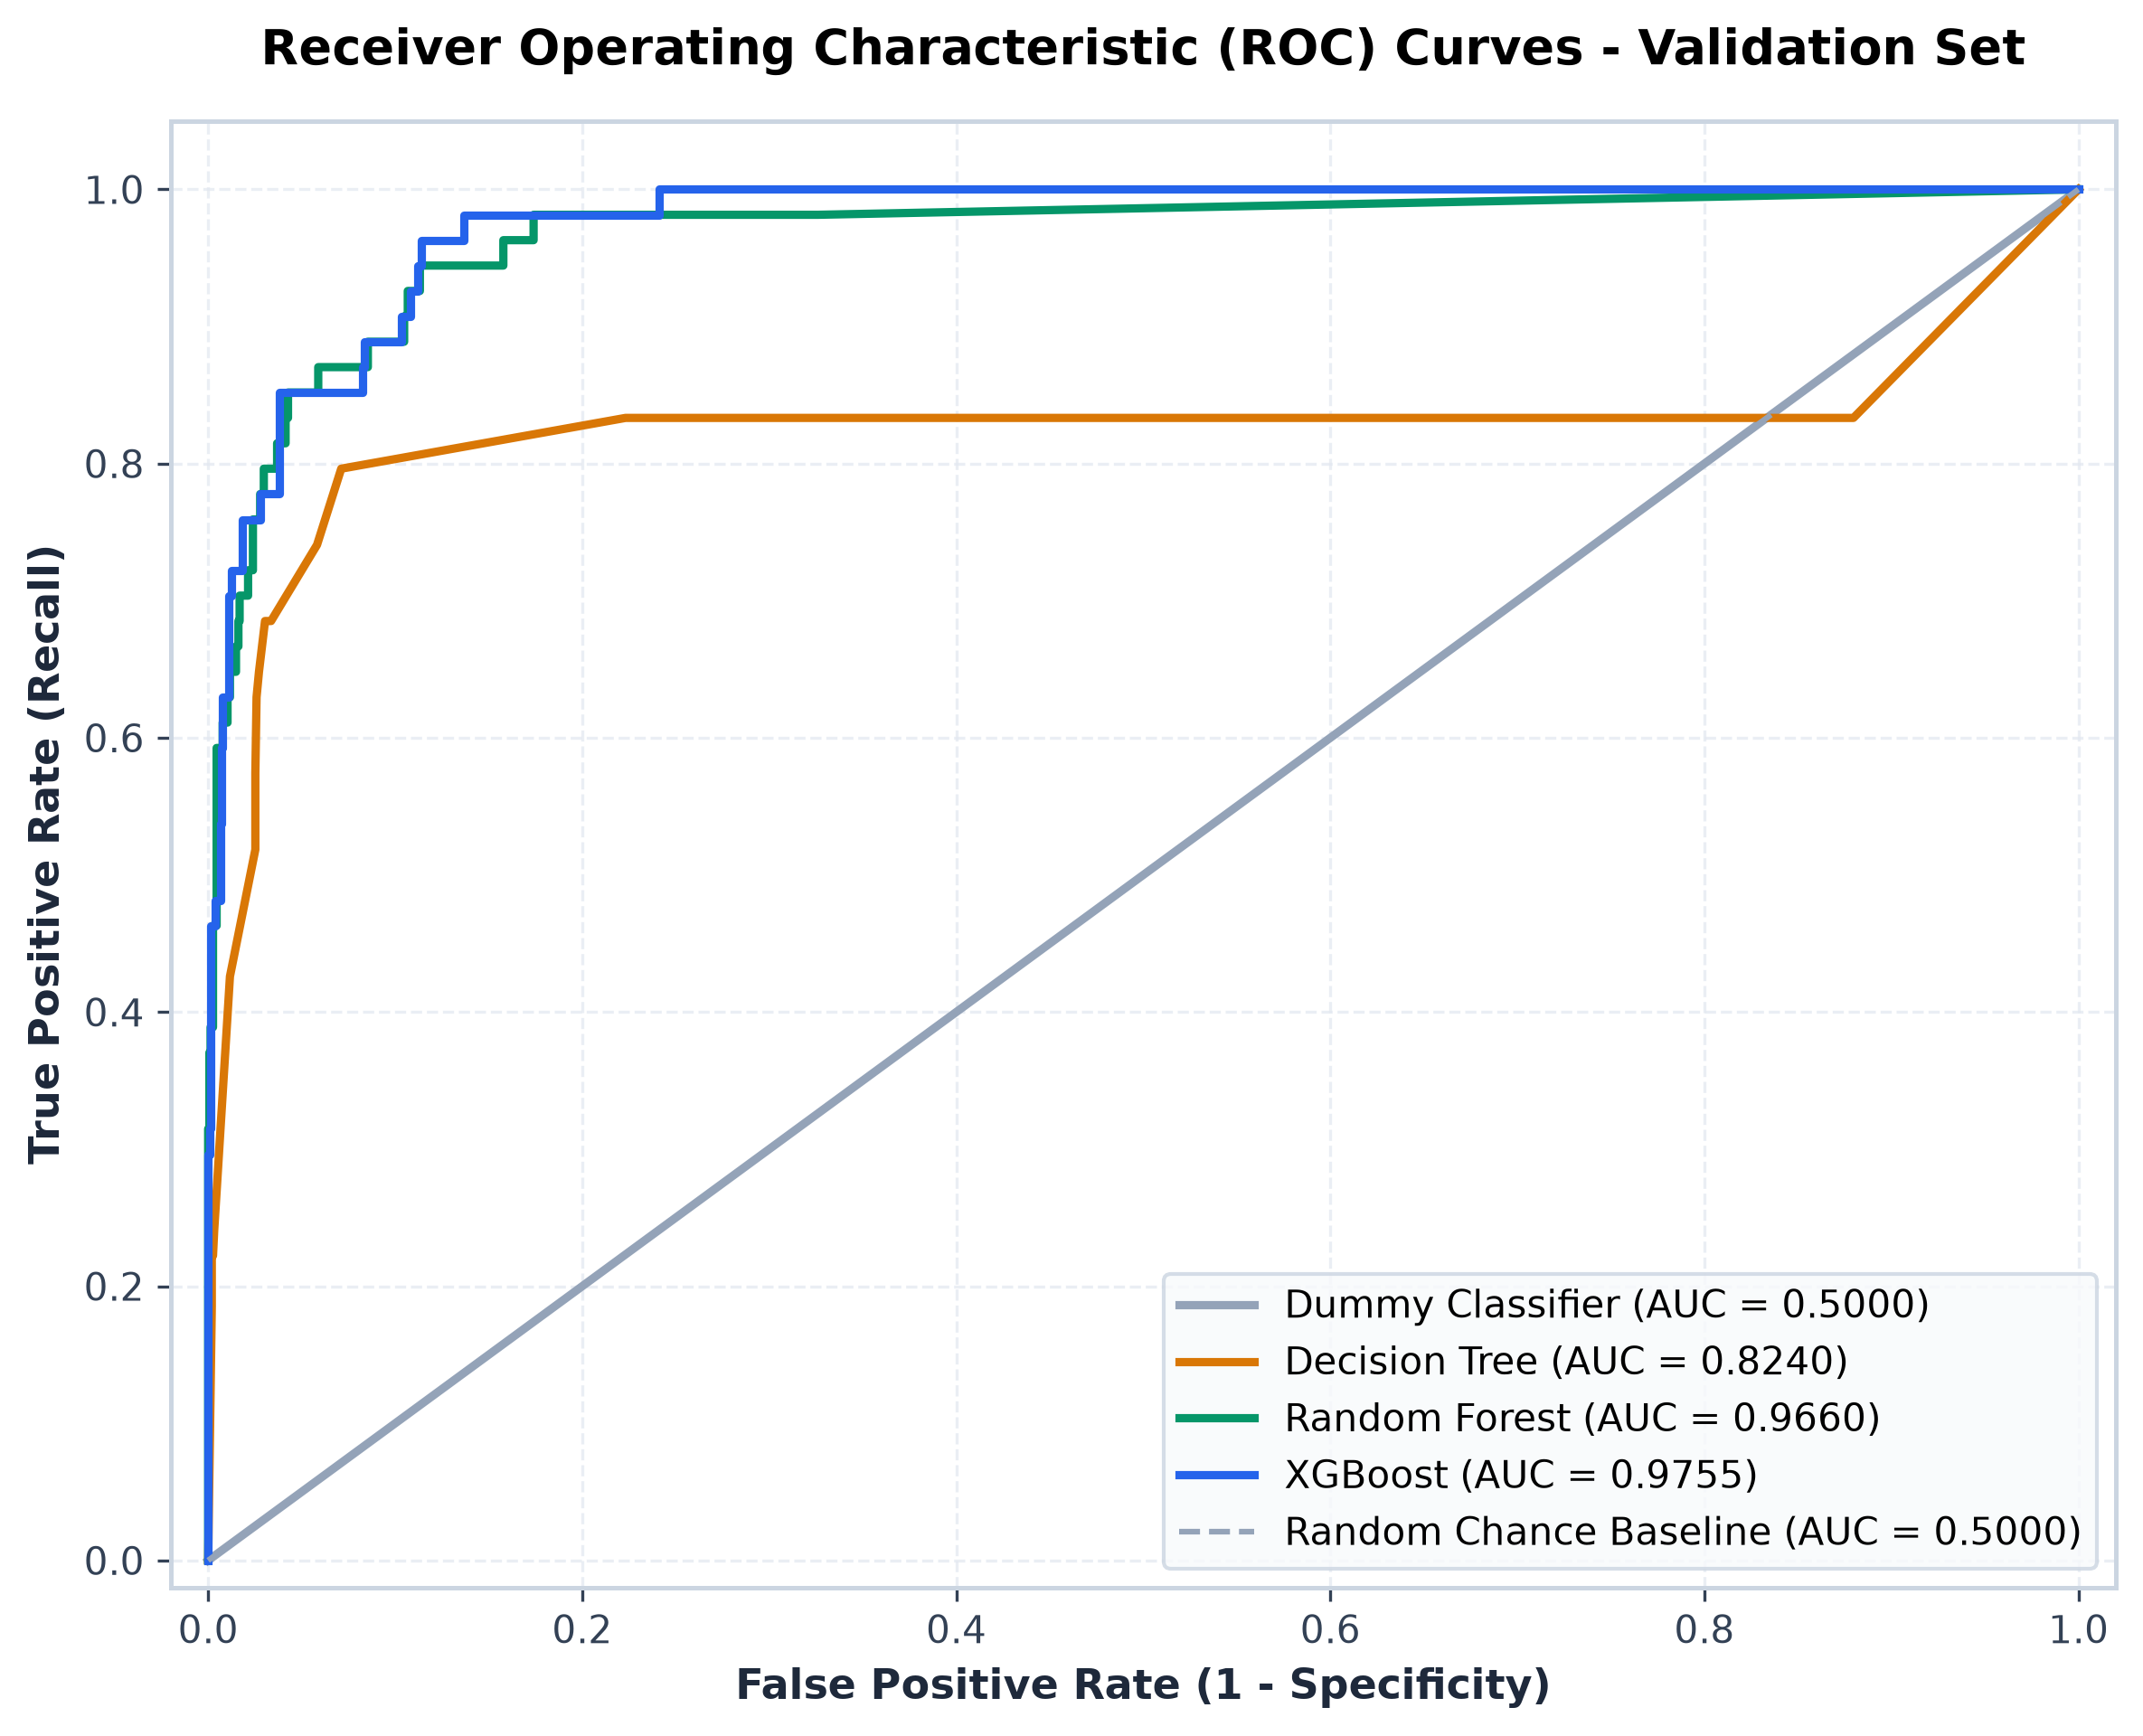 Receiver Operating Characteristic (ROC) Curves - Validation Set
True Positive Rate (Recall)
1.0
0.8
0.6
0.4
0.2
0.0
Dummy Classifier (AUC = 0.5000)
Decision Tree (AUC = 0.8240)
Random Forest (AUC = 0.9660)
XGBoost (AUC = 0.9755)
Random Chance Baseline (AUC = 0.5000)
0.0 0.2 0.4 0.6 0.8 1.0
False Positive Rate (1 - Specificity)